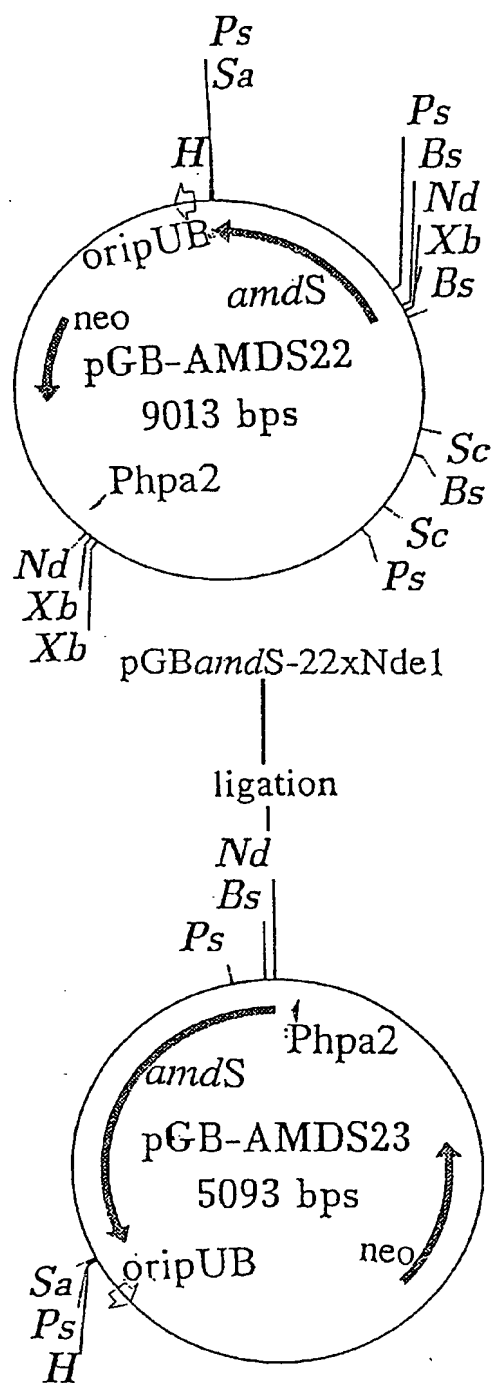 Ps
Sa
H
Ps
Bs
Nd
Xb
Bs
oripUB
amdS
neo
pGB-AMDS22
9013 bps
Phpa2
Sc
Bs
Sc
Ps
Nd
Xb
Xb
pGBamdS-22xNde1
ligation
Nd
Bs
Ps
Phpa2
amdS
pGB-AMDS23
5093 bps
neo
oripUB
Sa
Ps
H